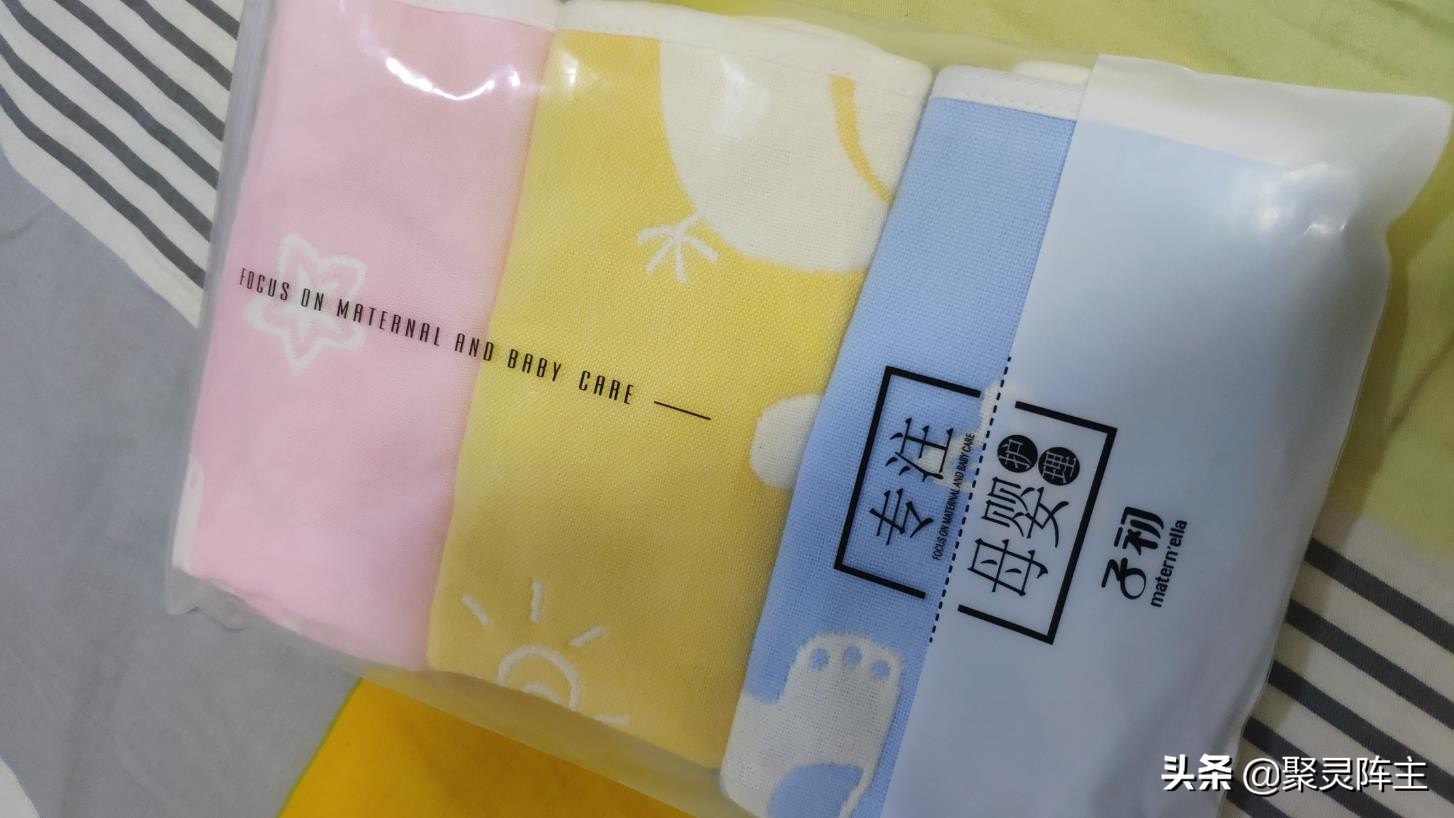 FOCUS ON MATERNAL AND BABY CARE
专注
FOCUS ON MATERNAL AND BABY CARE
母婴护理
子初
matern'ella
头条 @聚灵阵主